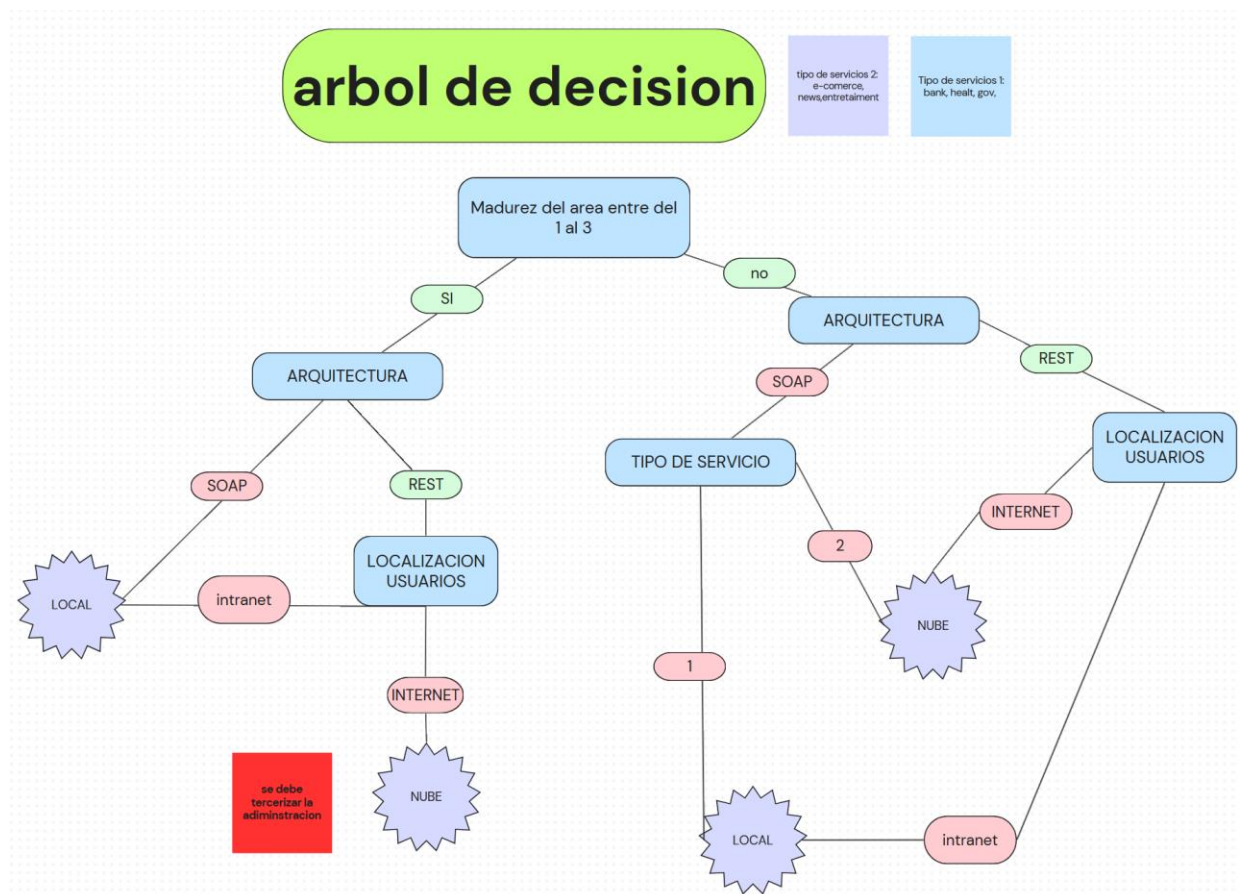 arbol de decision
tipo de servicios 2:
e-comerce,
news,entretaiment
Tipo de servicios 1:
bank, healt, gov,
Madurez del area entre del
1 al 3
SI
no
ARQUITECTURA
ARQUITECTURA
SOAP
REST
SOAP
REST
TIPO DE SERVICIO
LOCALIZACION
USUARIOS
INTERNET
2
LOCALIZACION
USUARIOS
LOCAL
intranet
NUBE
1
INTERNET
se debe
tercerizar la
adiminstracion
NUBE
LOCAL
intranet